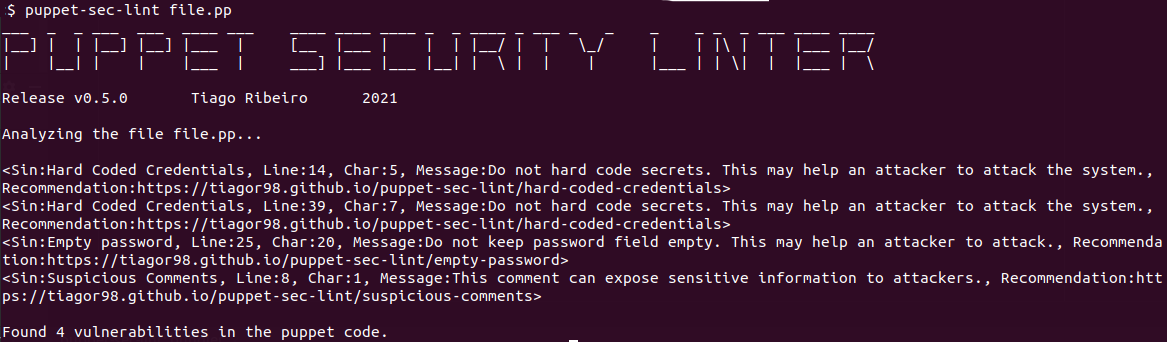 $ puppet-sec-lint file.pp
PUPPET SECURITY LINTER
Release v0.5.0       Tiago Ribeiro      2021
Analyzing the file file.pp...
<Sin:Hard Coded Credentials, Line:14, Char:5, Message:Do not hard code secrets. This may help an attacker to attack the system.,
Recommendation:https://tiagor98.github.io/puppet-sec-lint/hard-coded-credentials>
<Sin:Hard Coded Credentials, Line:39, Char:7, Message:Do not hard code secrets. This may help an attacker to attack the system.,
Recommendation:https://tiagor98.github.io/puppet-sec-lint/hard-coded-credentials>
<Sin:Empty password, Line:25, Char:20, Message:Do not keep password field empty. This may help an attacker to attack., Recommenda
tion:https://tiagor98.github.io/puppet-sec-lint/empty-password>
<Sin:Suspicious Comments, Line:8, Char:1, Message:This comment can expose sensitive information to attackers., Recommendation:htt
ps://tiagor98.github.io/puppet-sec-lint/suspicious-comments>
Found 4 vulnerabilities in the puppet code.